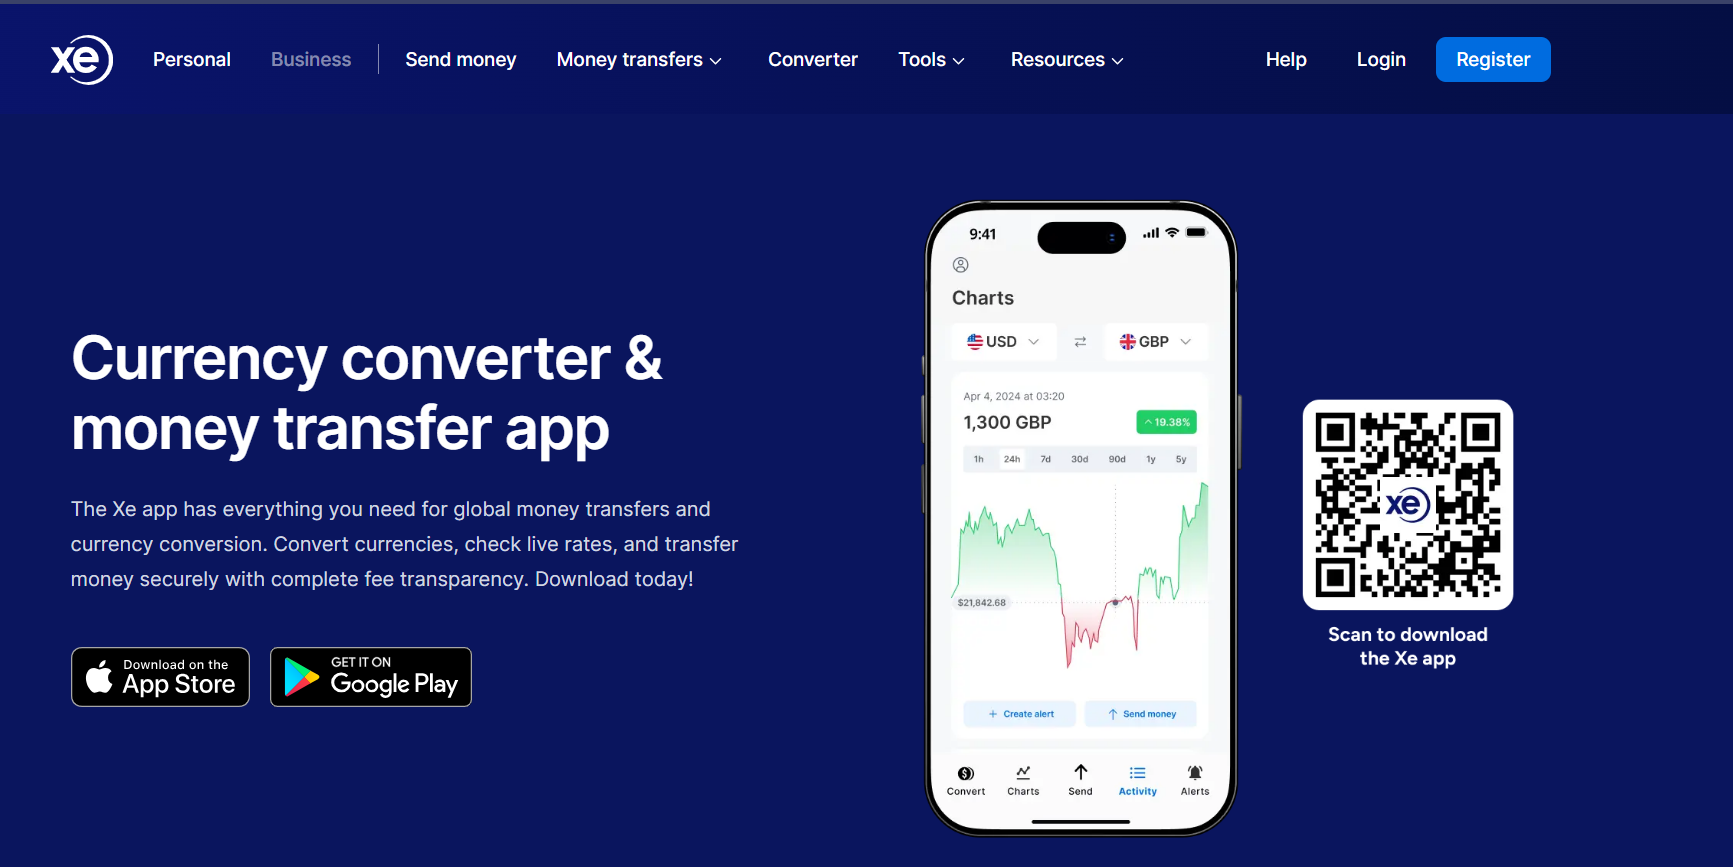 xe
Personal
Business
Send money
Money transfers
Converter
Tools
Resources
Help
Login
Register
Currency converter &
money transfer app
The Xe app has everything you need for global money transfers and
currency conversion. Convert currencies, check live rates, and transfer
money securely with complete fee transparency. Download today!
Download on the
App Store
GET IT ON
Google Play
9:41
Charts
USD
GBP
Apr 4, 2024 at 03:20
1,300 GBP
19.38%
1h 24h 7d 30d 90d 1y 5y
$21,842.68
+ Create alert
Send money
Convert
Charts
Send
Activity
Alerts
xe
Scan to download
the Xe app